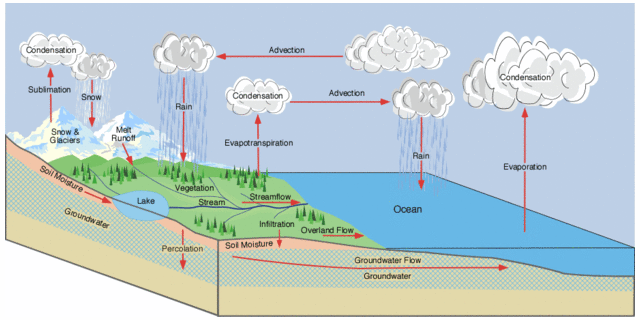 Condensation
Advection
Sublimation
Snow
Condensation
Condensation
Advection
Rain
Snow &
Glaciers
Melt
Runoff
Evapotranspiration
Rain
Evaporation
Soil Moisture
Vegetation
Lake
Stream
Streamflow
Ocean
Groundwater
Infiltration
Overland Flow
Percolation
Soil Moisture
Groundwater Flow
Groundwater